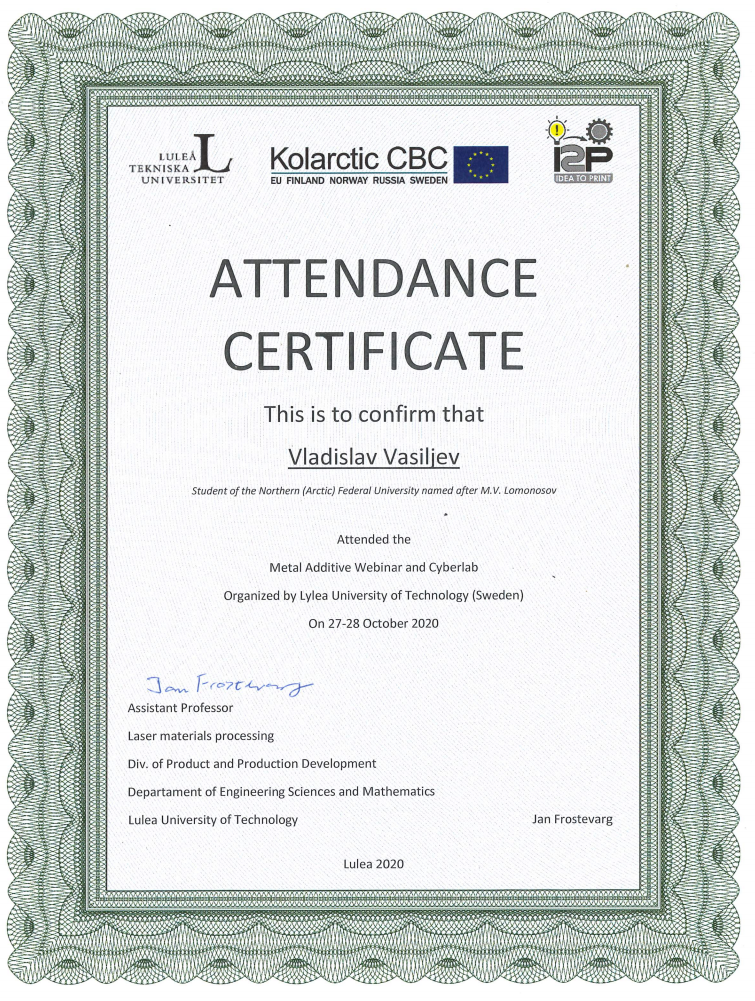 LULEÅ
TEKNISKA
UNIVERSITET
L
Kolarctic CBC
EU FINLAND NORWAY RUSSIA SWEDEN
!
I2P
IDEA TO PRINT
ATTENDANCE
CERTIFICATE
This is to confirm that
Vladislav Vasiljev
Student of the Northern (Arctic) Federal University named after M.V. Lomonosov
Attended the
Metal Additive Webinar and Cyberlab
Organized by Lylea University of Technology (Sweden)
On 27-28 October 2020
Jan Frostevarg
Assistant Professor
Laser materials processing
Div. of Product and Production Development
Departament of Engineering Sciences and Mathematics
Lulea University of Technology Jan Frostevarg
Lulea 2020